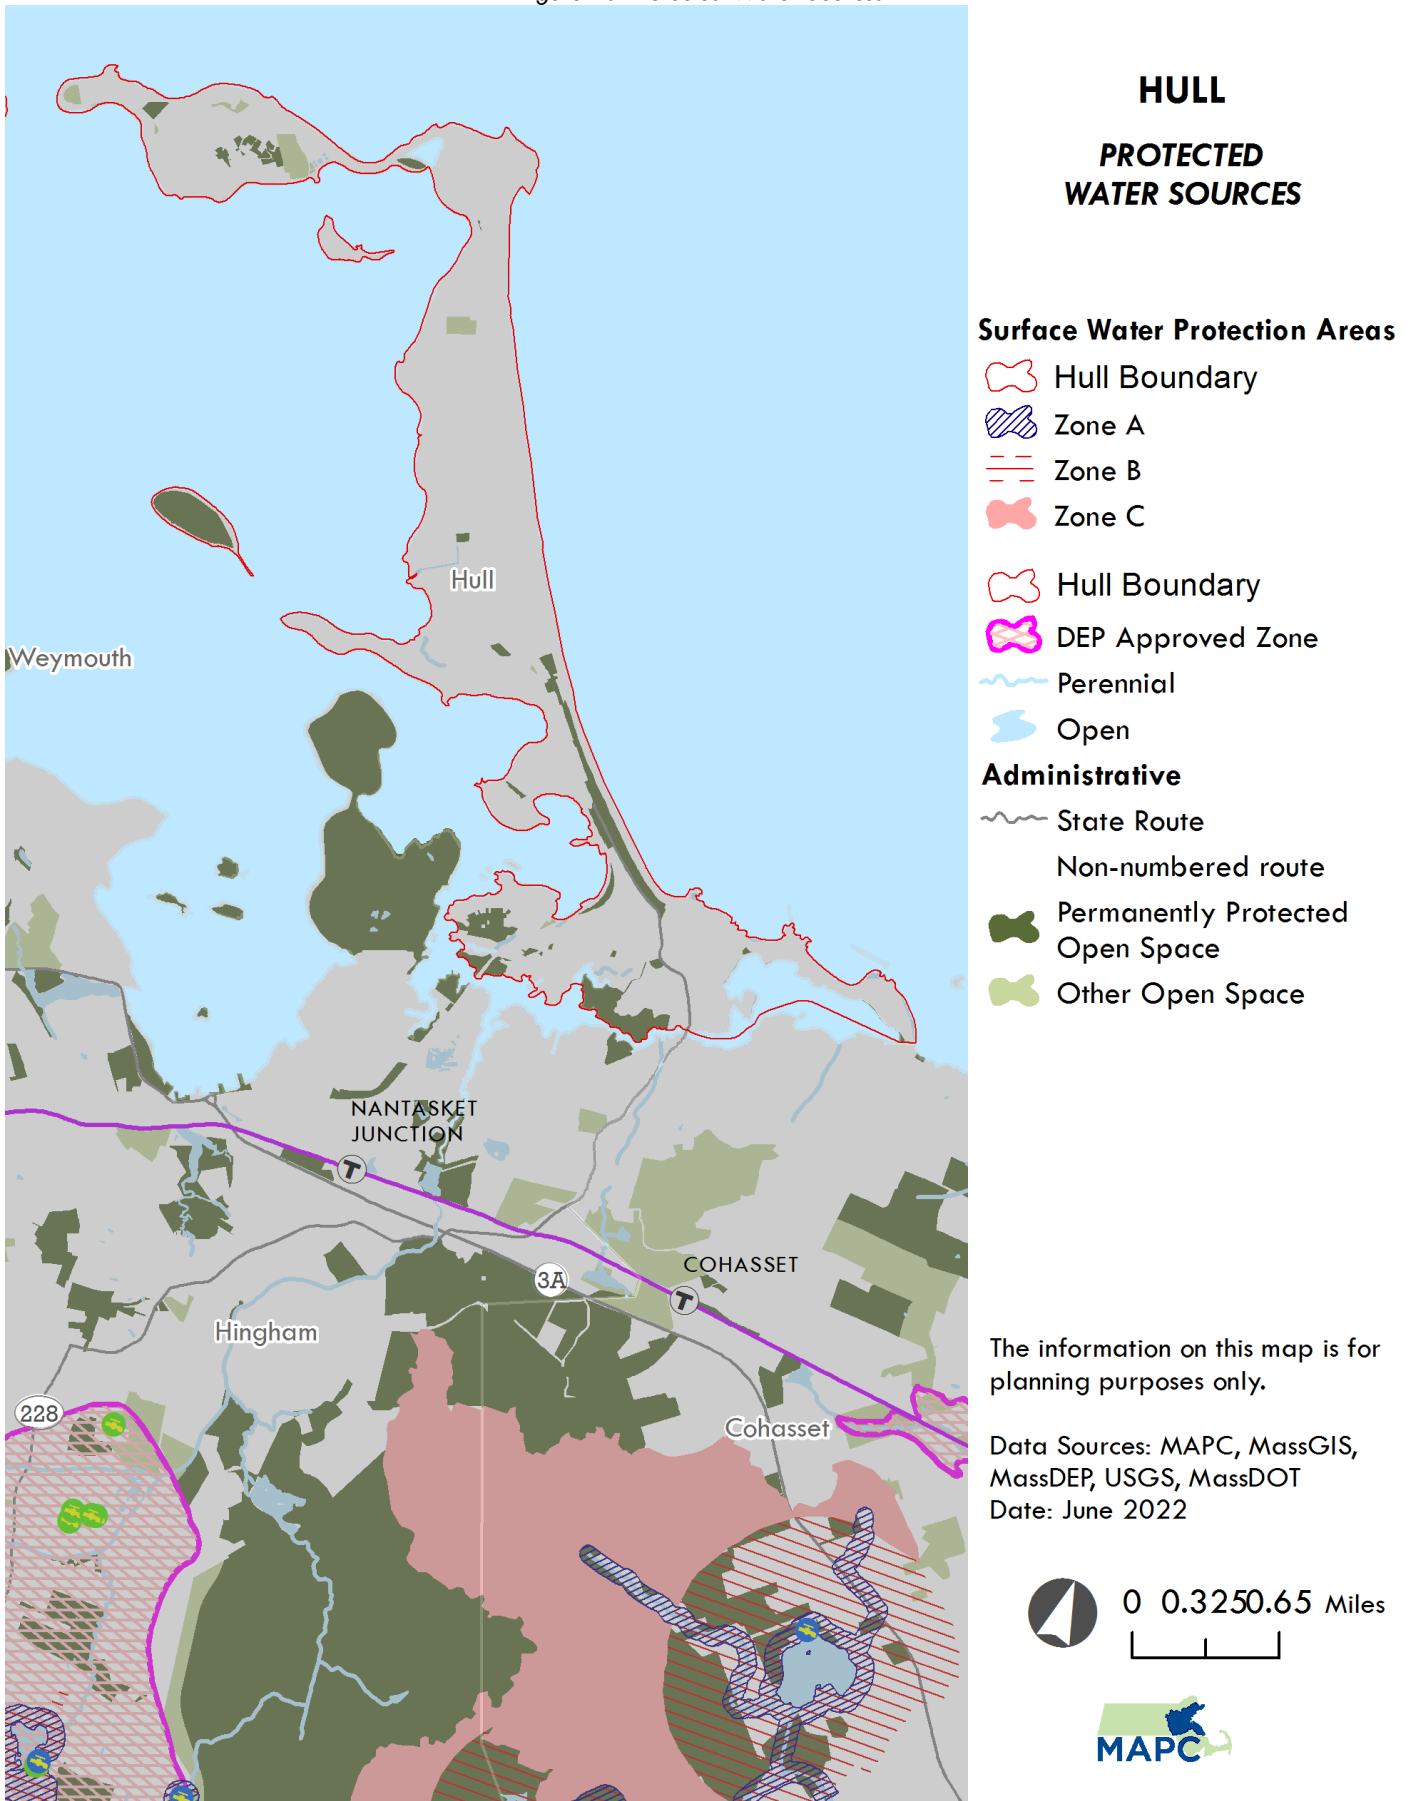 HULL
PROTECTED
WATER SOURCES
Surface Water Protection Areas
Hull Boundary
Zone A
Zone B
Zone C
Hull Boundary
DEP Approved Zone
Perennial
Open
Administrative
State Route
Non-numbered route
Permanently Protected
Open Space
Other Open Space
Hull
Weymouth
NANTASKET
JUNCTION
T
COHASSET
3A
T
Hingham
228
Cohasset
The information on this map is for
planning purposes only.
Data Sources: MAPC, MassGIS,
MassDEP, USGS, MassDOT
Date: June 2022
0 0.3250.65 Miles
MAPC